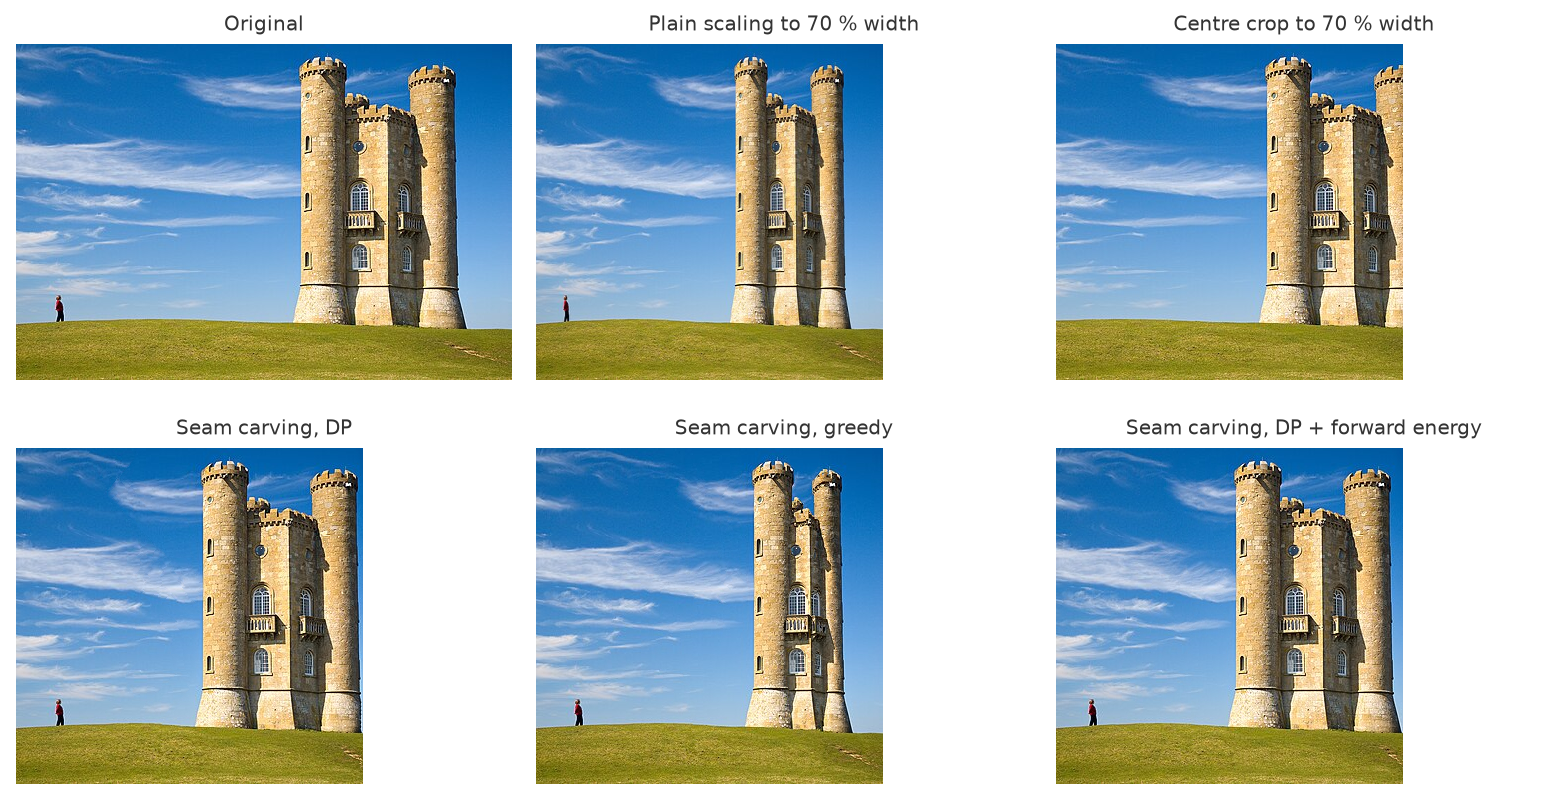 Original
Plain scaling to 70 % width
Centre crop to 70 % width
Seam carving, DP
Seam carving, greedy
Seam carving, DP + forward energy